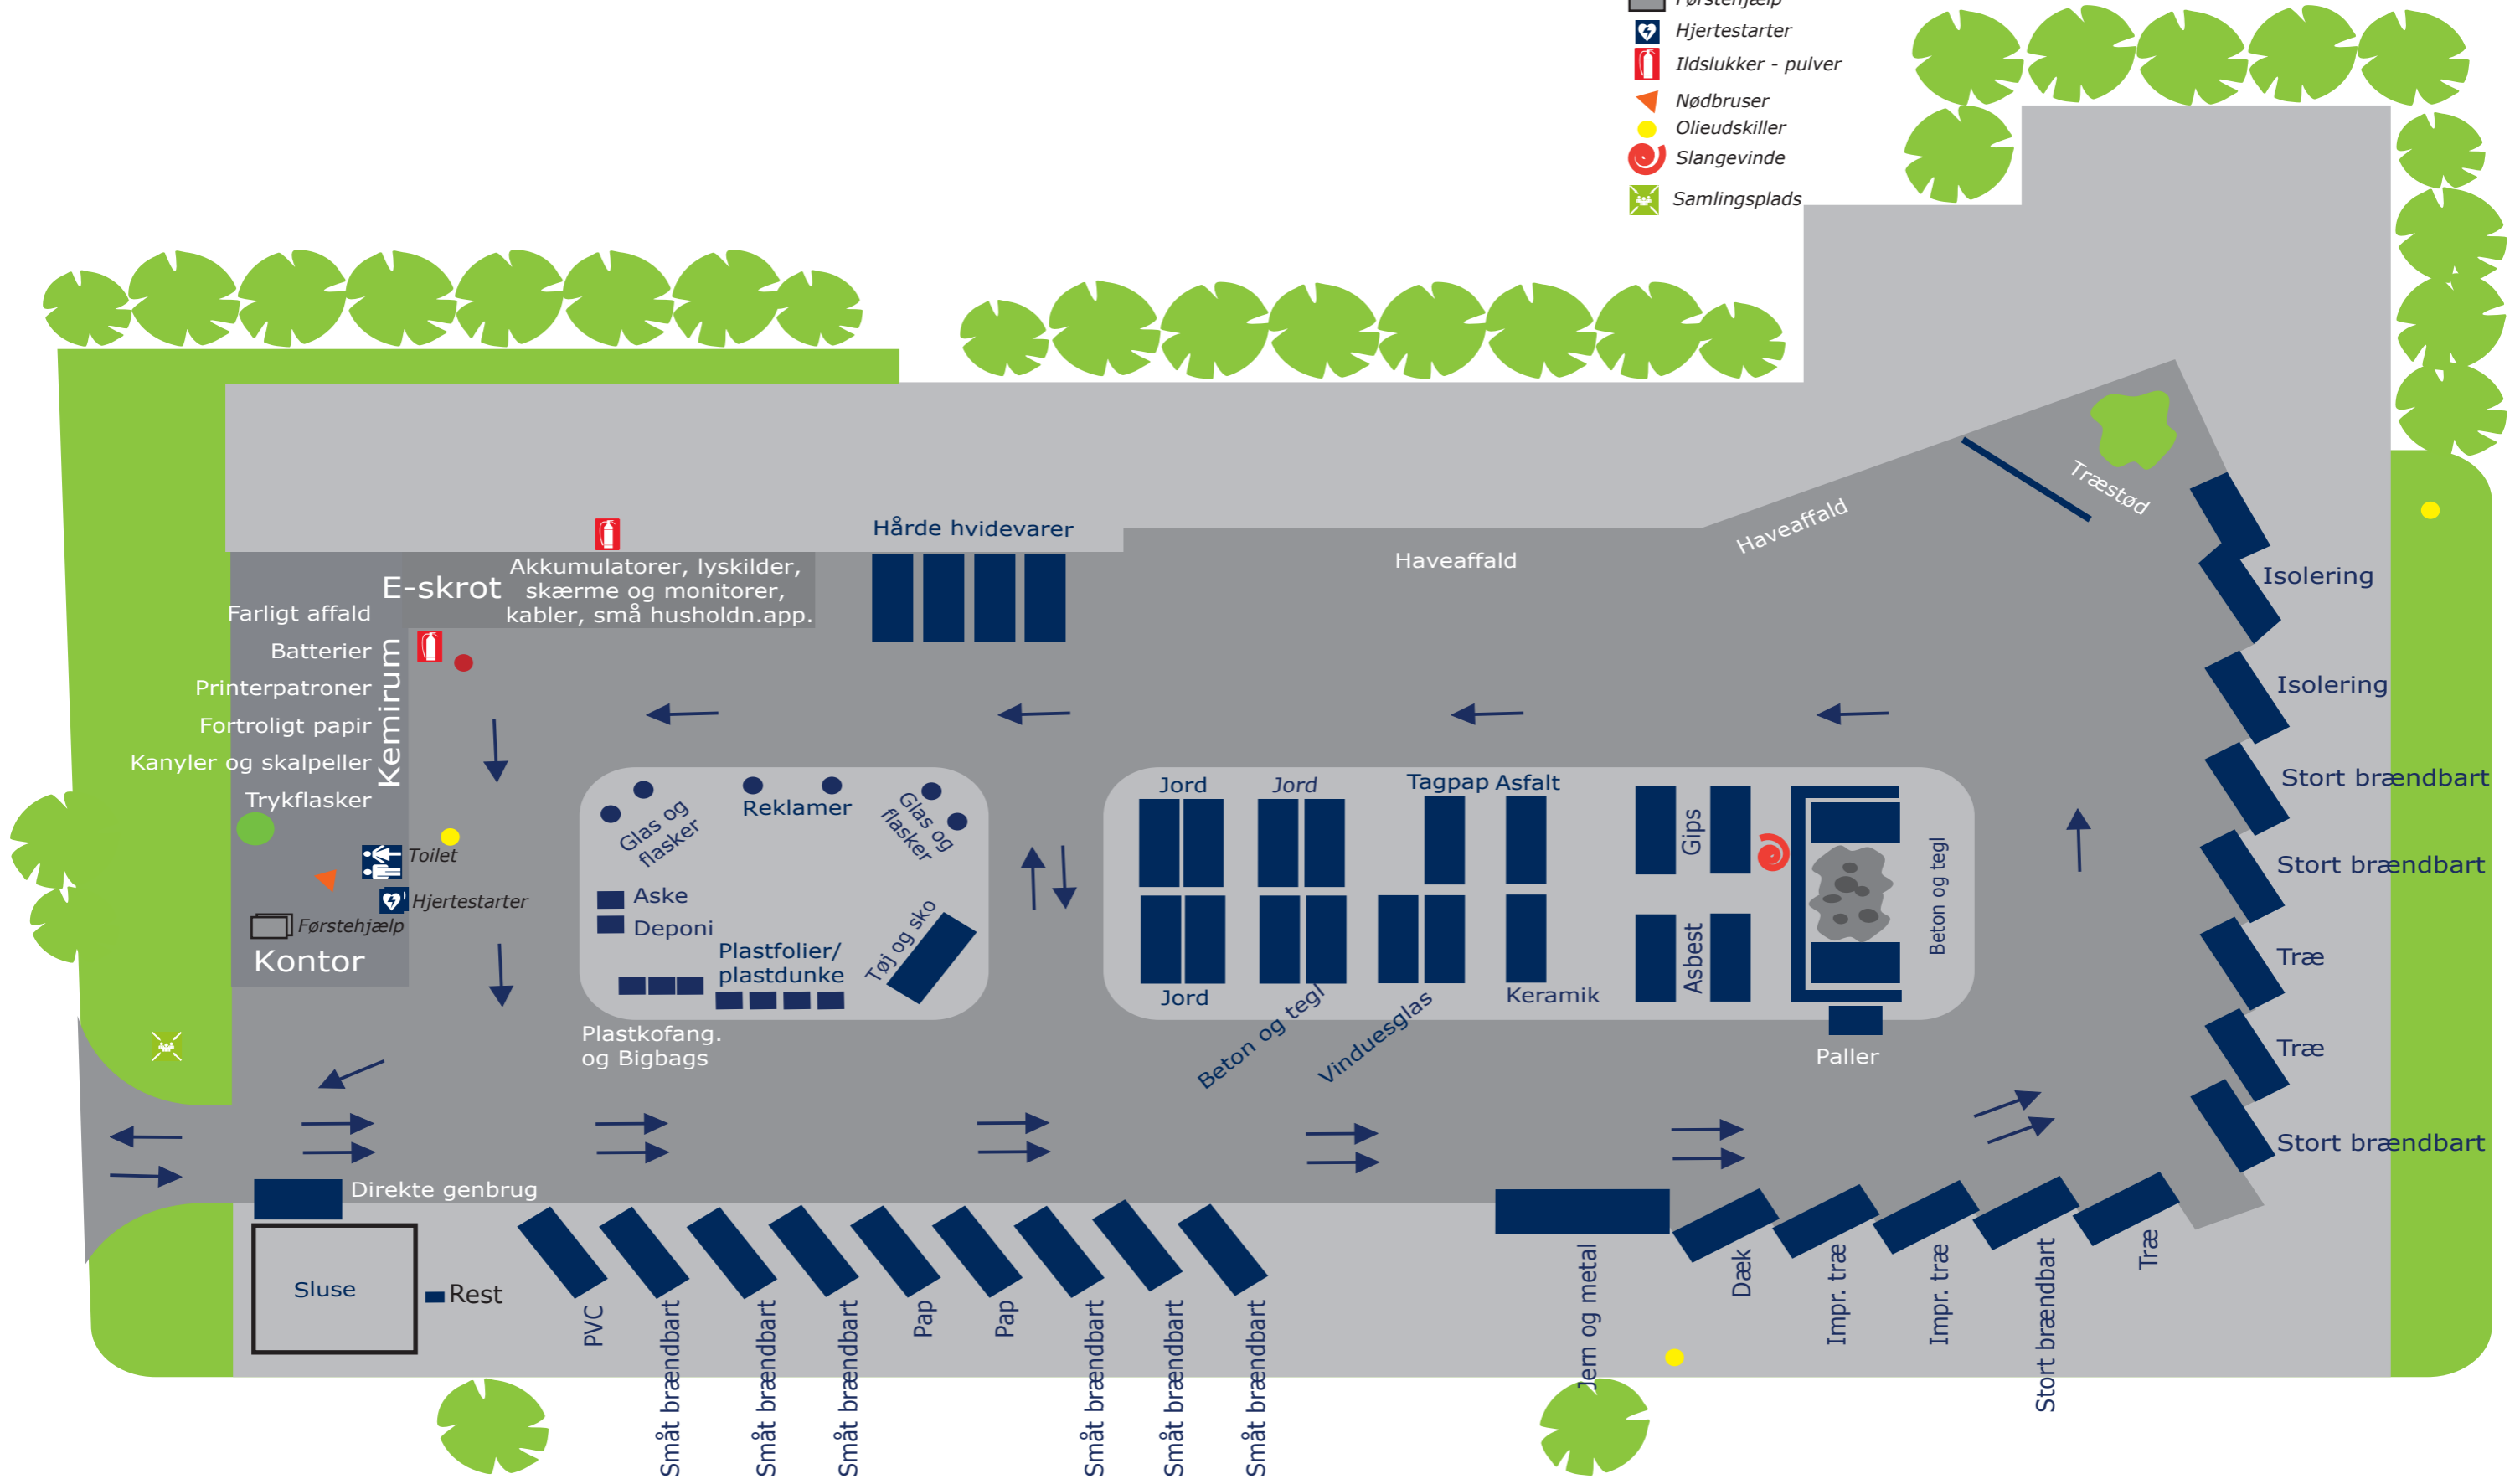 Førstehjælp
Hjertestarter
Ildslukker - pulver
Nødbruser
Olieudskiller
Slangevinde
Samlingsplads
Træstød
Haveaffald
Haveaffald
Hårde hvidevarer
E-skrot
Akkumulatorer, lyskilder,
skærme og monitorer,
kabler, små husholdn.app.
Farligt affald
Batterier
Printerpatroner
Fortroligt papir
Kanyler og skalpeller
Trykflasker
Kemirum
Toilet
Hjertestarter
Førstehjælp
Kontor
Glas og
flasker
Reklamer
Glas og
flasker
Aske
Deponi
Plastfolier/
plastdunke
Tøj og sko
Plastkofang.
og Bigbags
Jord
Jord
Tagpap
Asfalt
Gips
Jord
Beton og tegl
Vinduesglas
Keramik
Asbest
Beton og tegl
Paller
Isolering
Isolering
Stort brændbart
Stort brændbart
Træ
Træ
Stort brændbart
Direkte genbrug
Sluse
Rest
PVC
Småt brændbart
Småt brændbart
Småt brændbart
Pap
Pap
Småt brændbart
Småt brændbart
Småt brændbart
Jern og metal
Dæk
Impr. træ
Impr. træ
Stort brændbart
Træ